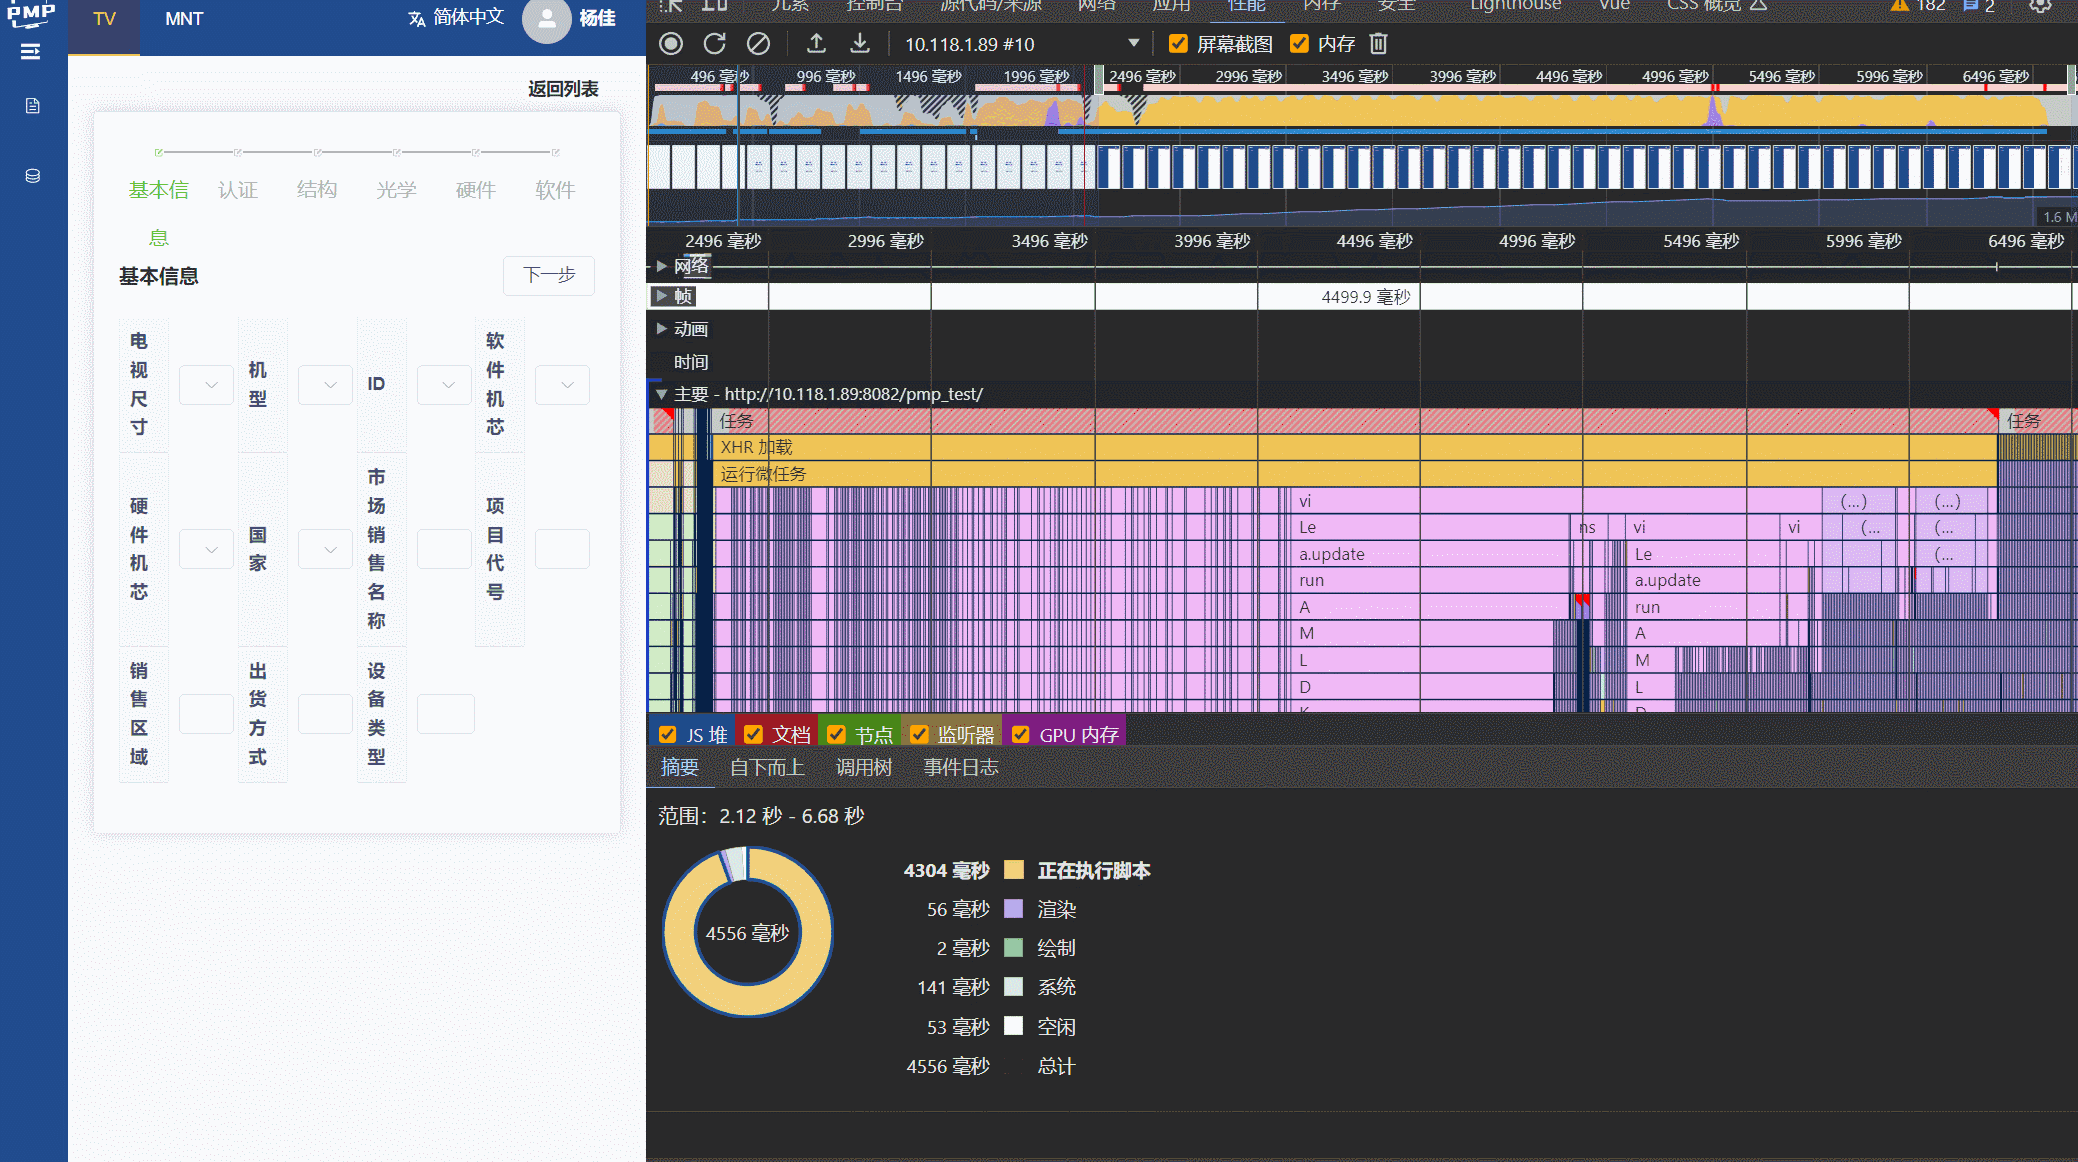 PMP
TV
MNT
简体中文
杨佳
返回列表
基本信息
认证
结构
光学
硬件
软件
基本信息
下一步
电视尺寸
机型
ID
软件机芯
硬件机芯
国家
市场销售名称
项目代号
销售区域
出货方式
设备类型
元素
控制台
源代码/来源
网络
应用
性能
内存
安全
Lighthouse
Vue
CSS 概览
182
2
10.118.1.89 #10
屏幕截图
内存
496 毫秒
996 毫秒
1496 毫秒
1996 毫秒
2496 毫秒
2996 毫秒
3496 毫秒
3996 毫秒
4496 毫秒
4996 毫秒
5496 毫秒
5996 毫秒
6496 毫秒
1.6 M
2496 毫秒
2996 毫秒
3496 毫秒
3996 毫秒
4496 毫秒
4996 毫秒
5496 毫秒
5996 毫秒
6496 毫秒
网络
帧
4499.9 毫秒
动画
时间
主要 - http://10.118.1.89:8082/pmp_test/
任务
任务
XHR 加载
运行微任务
vi
(...)
(...)
Le
ns
vi
vi
(...
(...
a.update
Le
(...
run
a.update
A
run
M
A
L
M
D
L
K
D
JS 堆
文档
节点
监听器
GPU 内存
摘要
自下而上
调用树
事件日志
范围：2.12 秒 - 6.68 秒
4556 毫秒
4304 毫秒
正在执行脚本
56 毫秒
渲染
2 毫秒
绘制
141 毫秒
系统
53 毫秒
空闲
4556 毫秒
总计